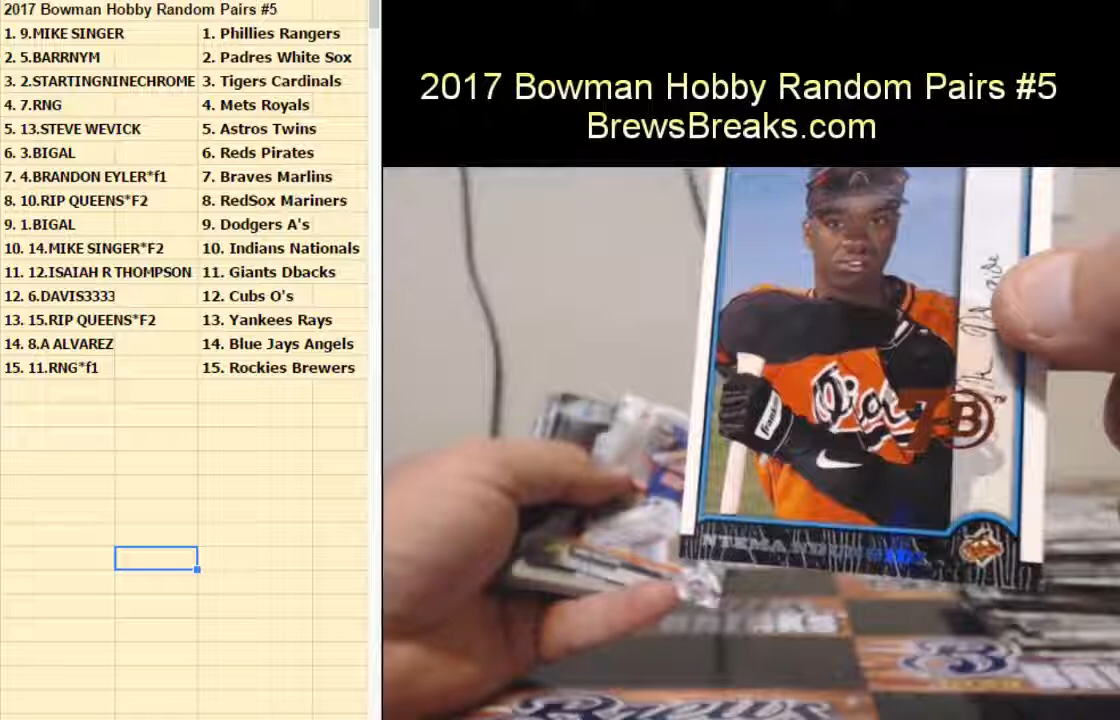 2017 Bowman Hobby Random Pairs #5
1. 9.MIKE SINGER 1. Phillies Rangers
2. 5.BARRNYM 2. Padres White Sox
3. 2.STARTINGNINECHROME 3. Tigers Cardinals
4. 7.RNG 4. Mets Royals
5. 13.STEVE WEVICK 5. Astros Twins
6. 3.BIGAL 6. Reds Pirates
7. 4.BRANDON EYLER*f1 7. Braves Marlins
8. 10.RIP QUEENS*F2 8. RedSox Mariners
9. 1.BIGAL 9. Dodgers A's
10. 14.MIKE SINGER*F2 10. Indians Nationals
11. 12.ISAIAH R THOMPSON 11. Giants Dbacks
12. 6.DAVIS3333 12. Cubs O's
13. 15.RIP QUEENS*F2 13. Yankees Rays
14. 8.A ALVAREZ 14. Blue Jays Angels
15. 11.RNG*f1 15. Rockies Brewers
2017 Bowman Hobby Random Pairs #5
BrewsBreaks.com
Franklin
B